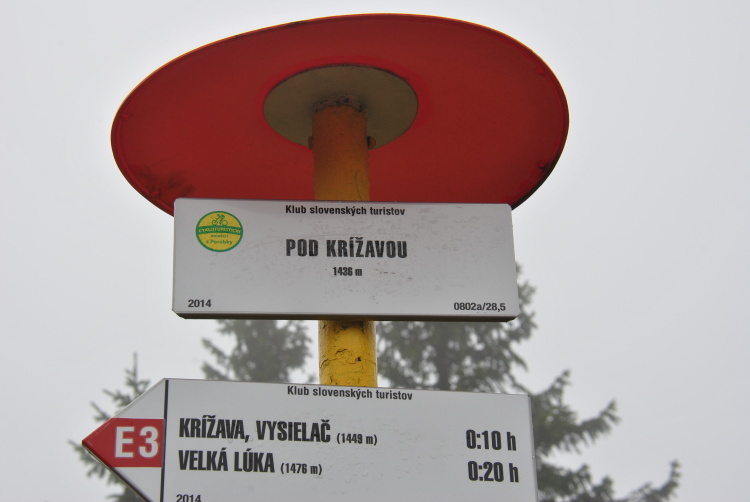 Klub slovenských turistov
POD KRÍŽAVOU
1436 m
2014
0802a/28,5
Klub slovenských turistov
E3
KRÍŽAVA, VYSIELAČ (1449 m) 0:10 h
VELKÁ LÚKA (1476 m) 0:20 h
2014